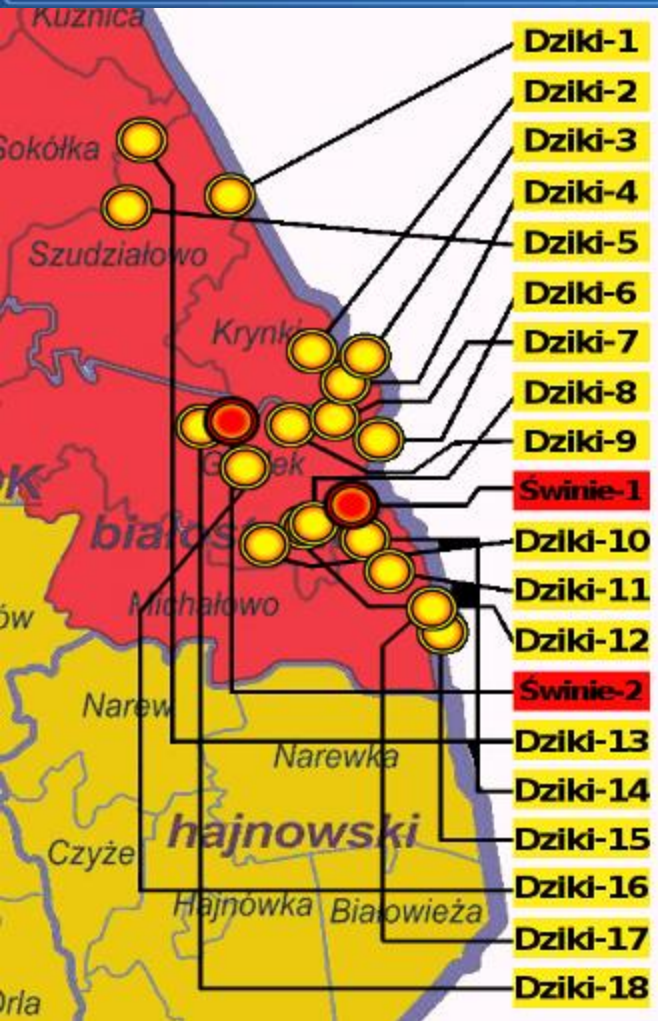 Kuźnica
Sokółka
Szudziałowo
Krynki
Gródek
białost
Michałowo
Narew
Narewka
hajnowski
Czyże
Hajnówka
Białowieża
Orla
Dziki-1
Dziki-2
Dziki-3
Dziki-4
Dziki-5
Dziki-6
Dziki-7
Dziki-8
Dziki-9
Świnie-1
Dziki-10
Dziki-11
Dziki-12
Świnie-2
Dziki-13
Dziki-14
Dziki-15
Dziki-16
Dziki-17
Dziki-18